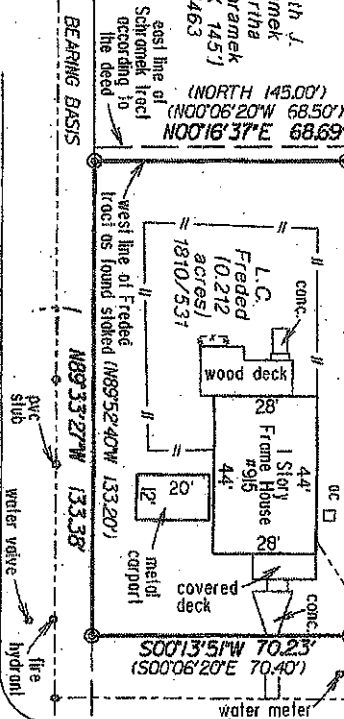 th J.
mek
rtha
ramek
X 145')
463
east line of
Schramek tract
according to
the deed
(NORTH 145.00')
(N00°06'20"W 68.50')
N00°16'37"E 68.69'
BEARING BASIS
west line of Freded
tract as found staked
(N89°52'40"W 133.20')
N89°33'27"W 133.38'
L.C.
Freded
(0.212
acres)
1810/531
conc.
wood deck
28'
44'
1 Story
Frame House
#915
44'
28'
ac
20'
12'
metal
carport
covered
deck
conc.
S00°13'51"W 70.23'
(S00°06'20"E 70.40')
water meter
pvc
stub
water valve
fire
hydrant